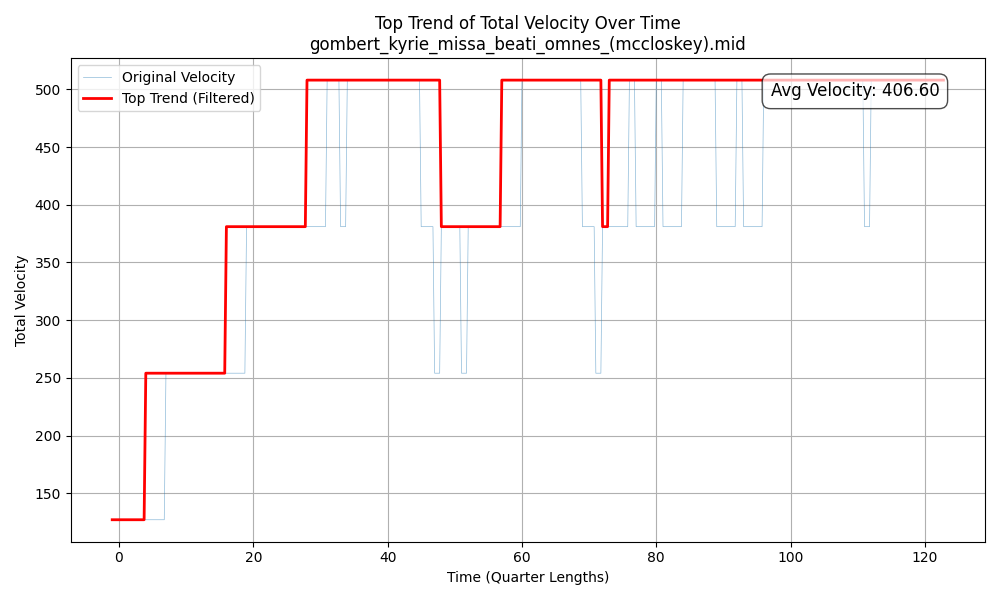 Top Trend of Total Velocity Over Time
gombert_kyrie_missa_beati_omnes_(mccloskey).mid
Original Velocity
Top Trend (Filtered)
Avg Velocity: 406.60
Total Velocity
500
450
400
350
300
250
200
150
0 20 40 60 80 100 120
Time (Quarter Lengths)